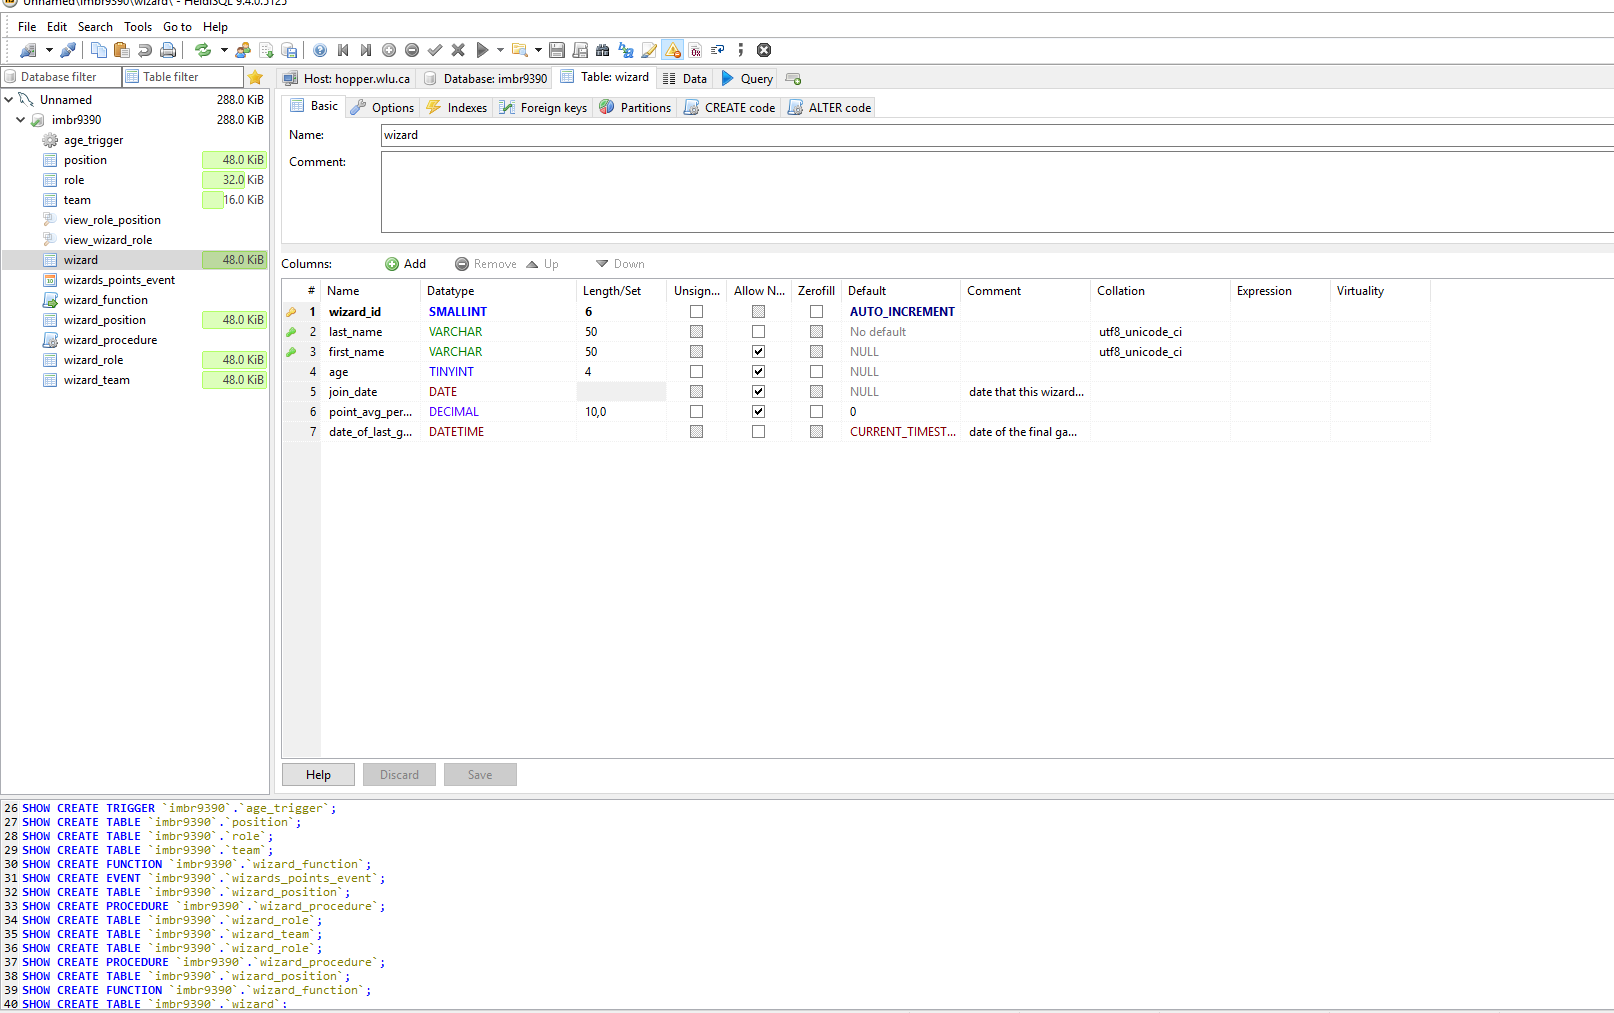 Unnamed\imbr9390\wizard\ - HeidiSQL 9.4.0.5125
File Edit Search Tools Go to Help
Database filter
Table filter
Host: hopper.wlu.ca
Database: imbr9390
Table: wizard
Data
Query
Unnamed 288.0 KiB
imbr9390 288.0 KiB
age_trigger
position 48.0 KiB
role 32.0 KiB
team 16.0 KiB
view_role_position
view_wizard_role
wizard 48.0 KiB
wizards_points_event
wizard_function
wizard_position 48.0 KiB
wizard_procedure
wizard_role 48.0 KiB
wizard_team 48.0 KiB
Basic Options Indexes Foreign keys Partitions CREATE code ALTER code
Name: wizard
Comment:
Columns: Add Remove Up Down
# Name Datatype Length/Set Unsign... Allow N... Zerofill Default Comment Collation Expression Virtuality
1 wizard_id SMALLINT 6 AUTO_INCREMENT
2 last_name VARCHAR 50 No default utf8_unicode_ci
3 first_name VARCHAR 50 NULL utf8_unicode_ci
4 age TINYINT 4 NULL
5 join_date DATE NULL date that this wizard...
6 point_avg_per... DECIMAL 10,0 0
7 date_of_last_g... DATETIME CURRENT_TIMEST... date of the final ga...
Help Discard Save
26 SHOW CREATE TRIGGER `imbr9390`.`age_trigger`;
27 SHOW CREATE TABLE `imbr9390`.`position`;
28 SHOW CREATE TABLE `imbr9390`.`role`;
29 SHOW CREATE TABLE `imbr9390`.`team`;
30 SHOW CREATE FUNCTION `imbr9390`.`wizard_function`;
31 SHOW CREATE EVENT `imbr9390`.`wizards_points_event`;
32 SHOW CREATE TABLE `imbr9390`.`wizard_position`;
33 SHOW CREATE PROCEDURE `imbr9390`.`wizard_procedure`;
34 SHOW CREATE TABLE `imbr9390`.`wizard_role`;
35 SHOW CREATE TABLE `imbr9390`.`wizard_team`;
36 SHOW CREATE TABLE `imbr9390`.`wizard_role`;
37 SHOW CREATE PROCEDURE `imbr9390`.`wizard_procedure`;
38 SHOW CREATE TABLE `imbr9390`.`wizard_position`;
39 SHOW CREATE FUNCTION `imbr9390`.`wizard_function`;
40 SHOW CREATE TABLE `imbr9390`.`wizard`;